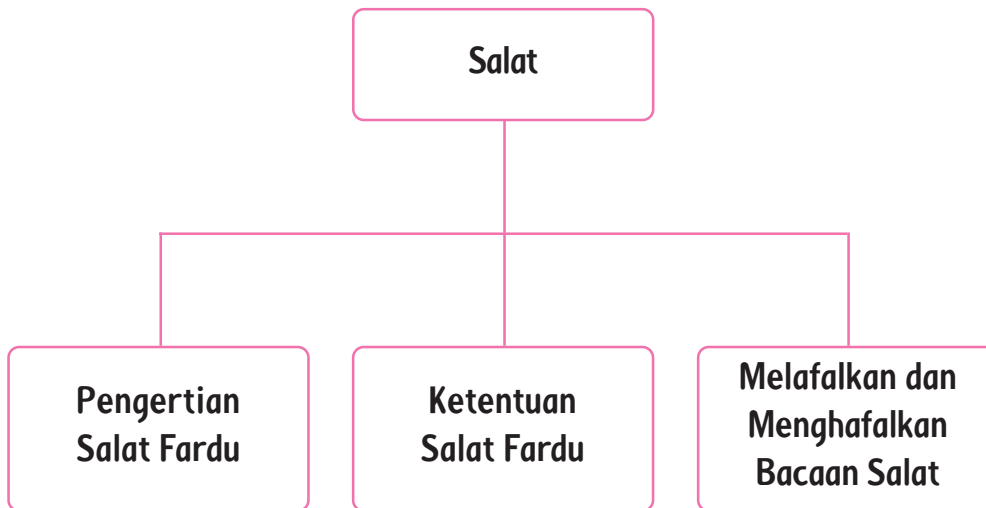 Salat
Pengertian
Salat Fardu
Ketentuan
Salat Fardu
Melafalkan dan
Menghafalkan
Bacaan Salat